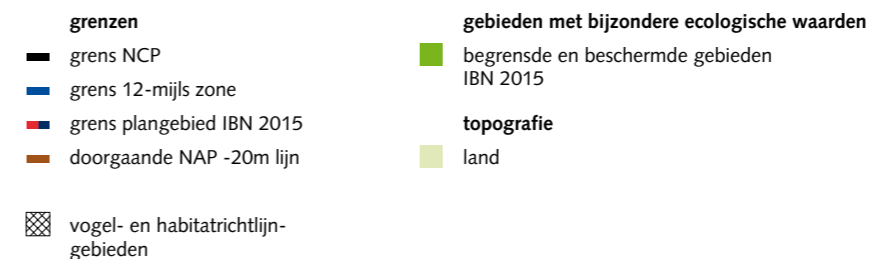 grenzen
grens NCP
grens 12-mijls zone
grens plangebied IBN 2015
doorgaande NAP -20m lijn
vogel- en habitatrichtlijn-
gebieden
gebieden met bijzondere ecologische waarden
begrensde en beschermde gebieden
IBN 2015
topografie
land